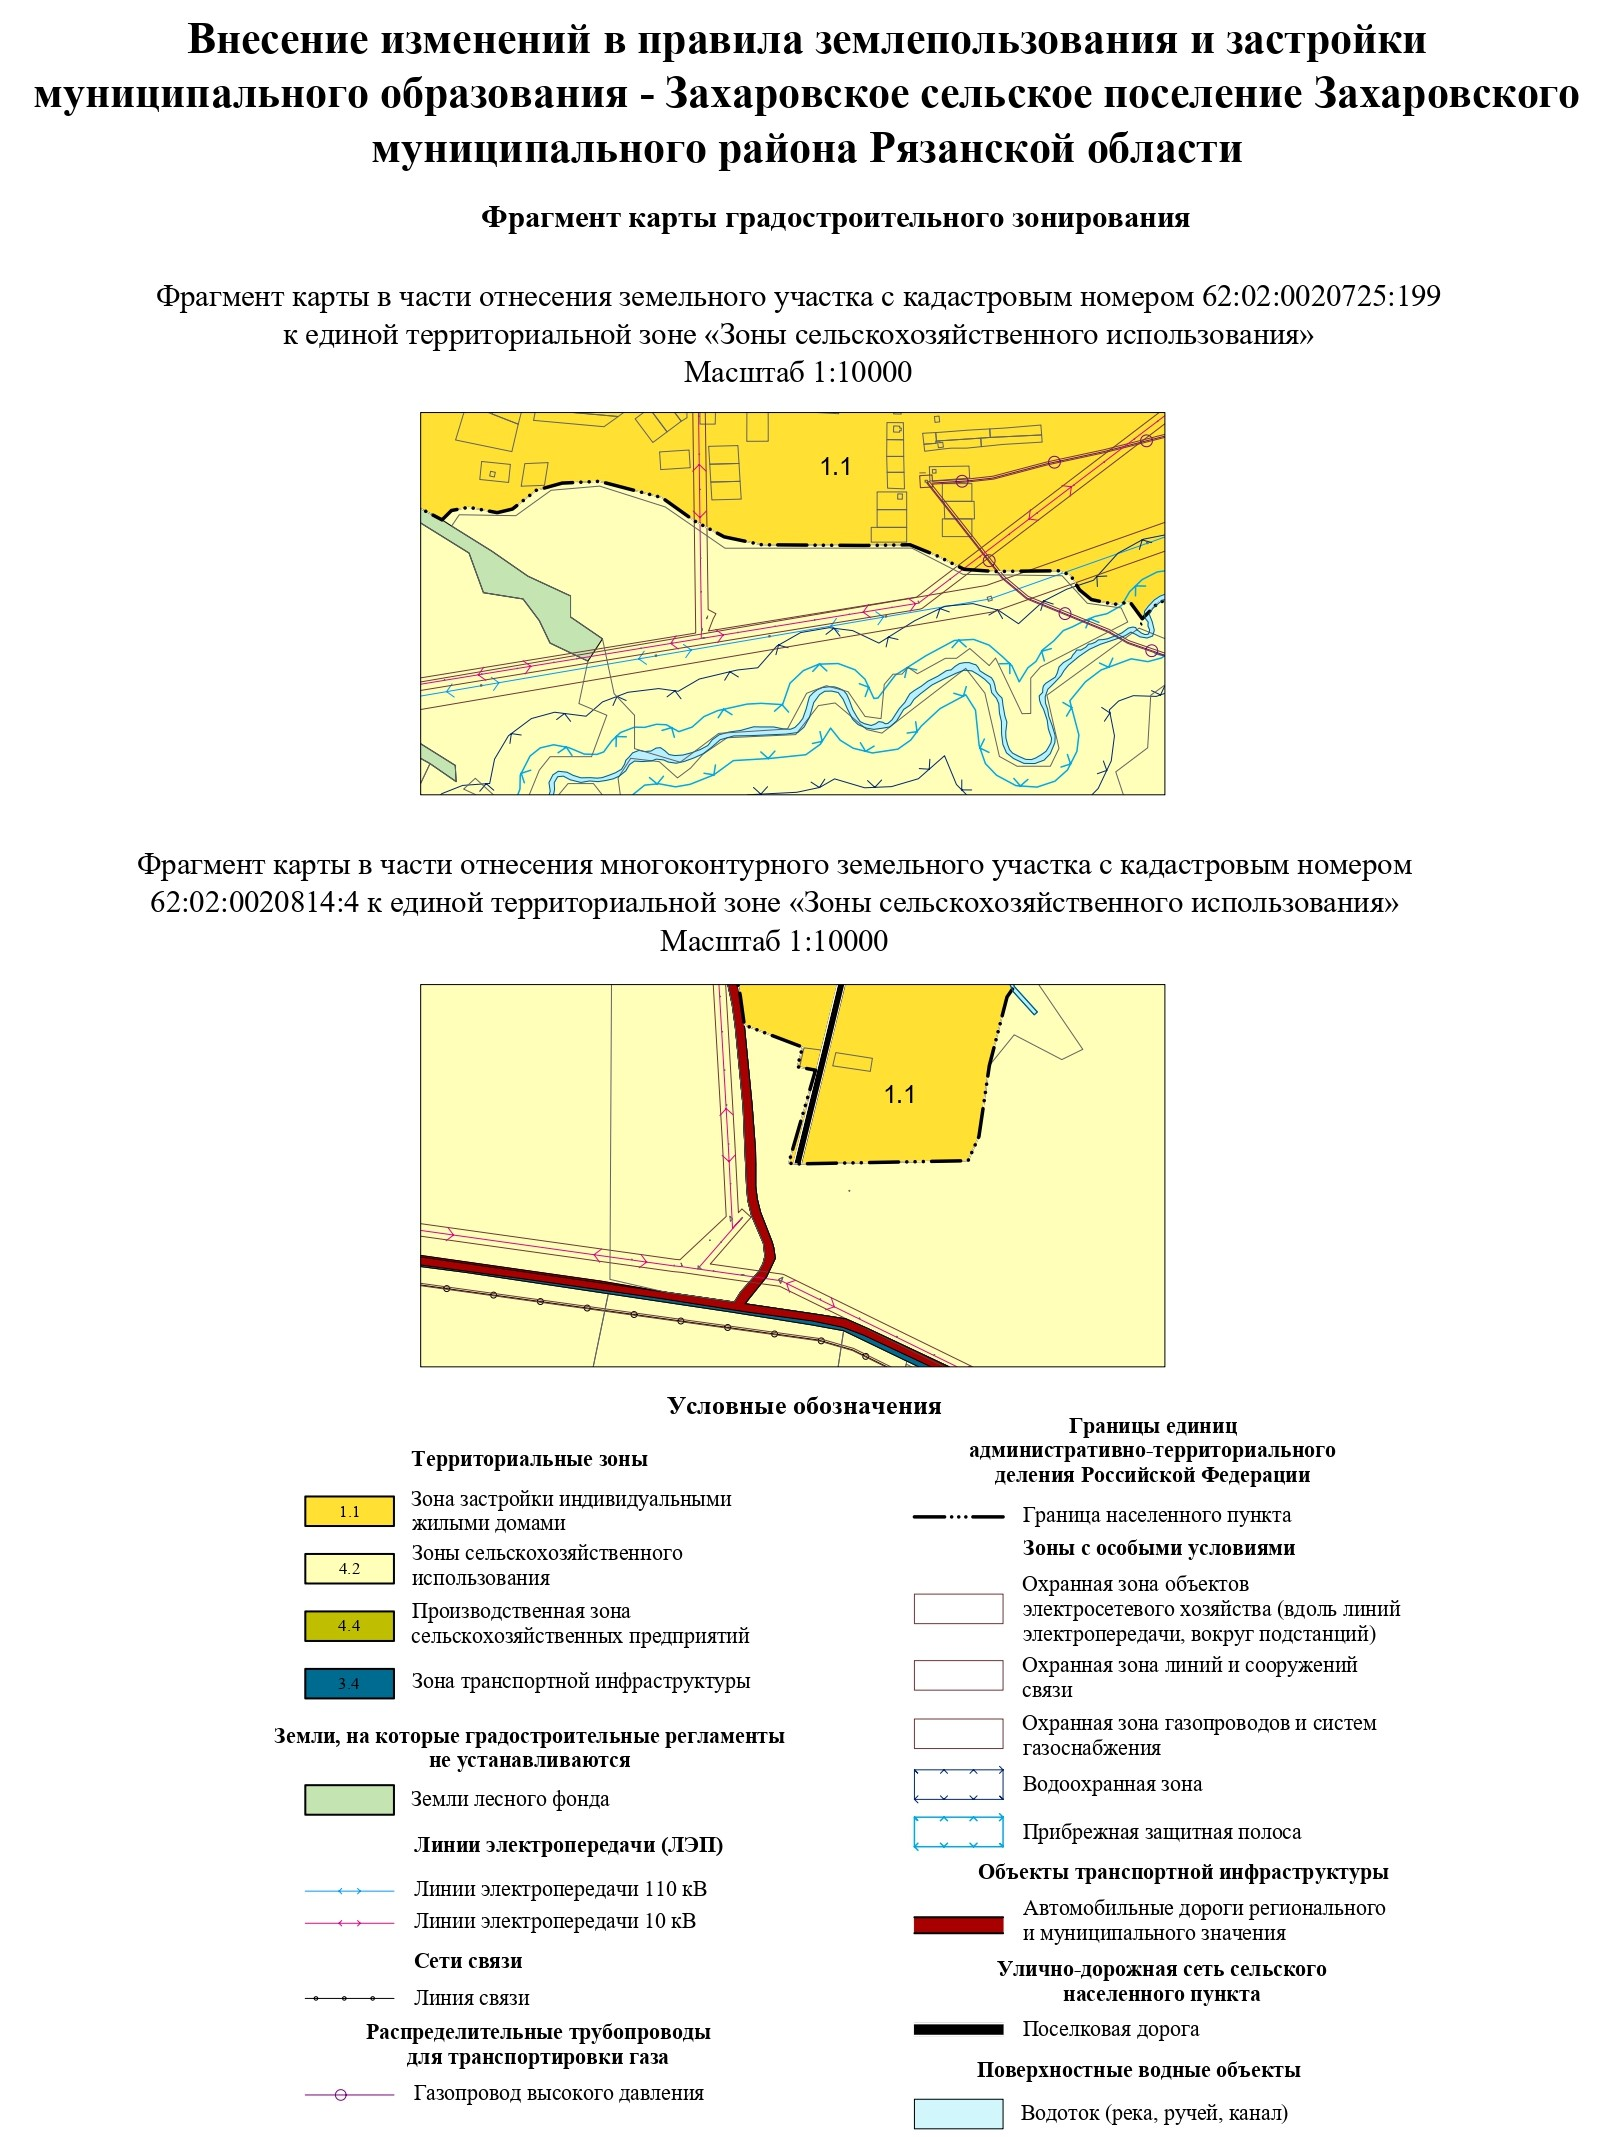 Внесение изменений в правила землепользования и застройки
муниципального образования - Захаровское сельское поселение Захаровского
муниципального района Рязанской области
Фрагмент карты градостроительного зонирования
Фрагмент карты в части отнесения земельного участка с кадастровым номером 62:02:0020725:199
к единой территориальной зоне «Зоны сельскохозяйственного использования»
Масштаб 1:10000
1.1
Фрагмент карты в части отнесения многоконтурного земельного участка с кадастровым номером
62:02:0020814:4 к единой территориальной зоне «Зоны сельскохозяйственного использования»
Масштаб 1:10000
1.1
Условные обозначения
Территориальные зоны
1.1
Зона застройки индивидуальными
жилыми домами
4.2
Зоны сельскохозяйственного
использования
4.4
Производственная зона
сельскохозяйственных предприятий
3.4
Зона транспортной инфраструктуры
Земли, на которые градостроительные регламенты
не устанавливаются
Земли лесного фонда
Линии электропередачи (ЛЭП)
Линии электропередачи 110 кВ
Линии электропередачи 10 кВ
Сети связи
Линия связи
Распределительные трубопроводы
для транспортировки газа
Газопровод высокого давления
Границы единиц
административно-территориального
деления Российской Федерации
Граница населенного пункта
Зоны с особыми условиями
Охранная зона объектов
электросетевого хозяйства (вдоль линий
электропередачи, вокруг подстанций)
Охранная зона линий и сооружений
связи
Охранная зона газопроводов и систем
газоснабжения
Водоохранная зона
Прибрежная защитная полоса
Объекты транспортной инфраструктуры
Автомобильные дороги регионального
и муниципального значения
Улично-дорожная сеть сельского
населенного пункта
Поселковая дорога
Поверхностные водные объекты
Водоток (река, ручей, канал)